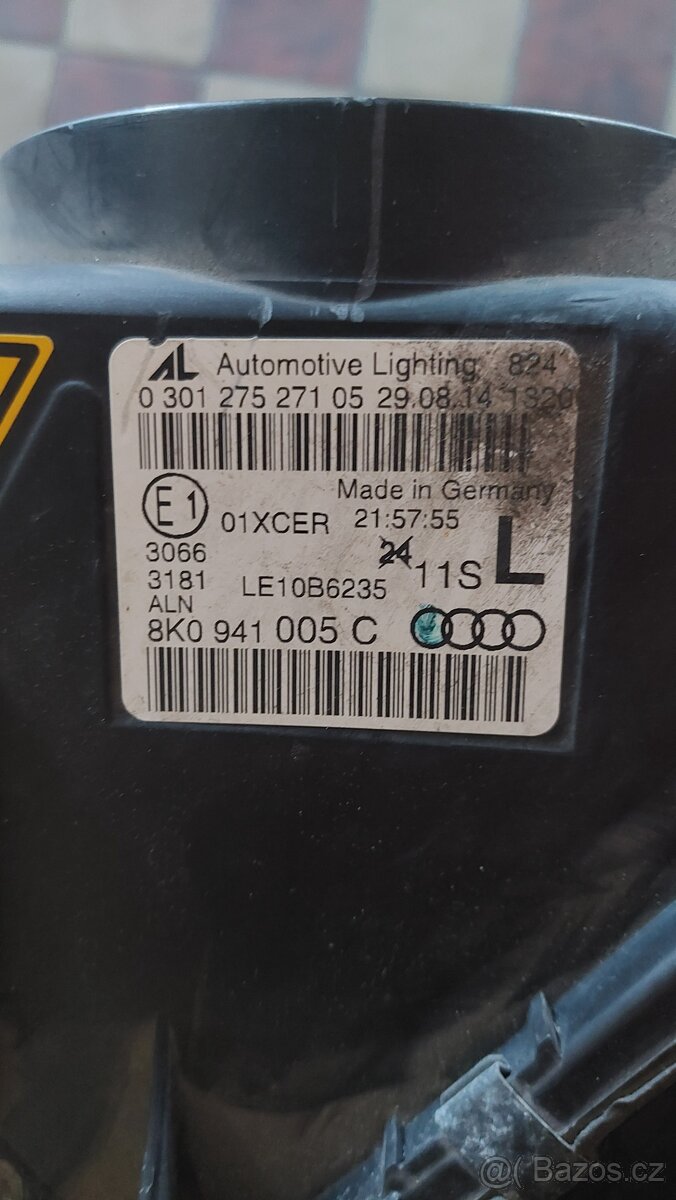 AL Automotive Lighting 824
0 301 275 271 05 29.08.14 1320
Made in Germany
E1 01XCER 21:57:55
3066 24 11S L
3181 LE10B6235
ALN
8K0 941 005 C
@( Bazos.cz